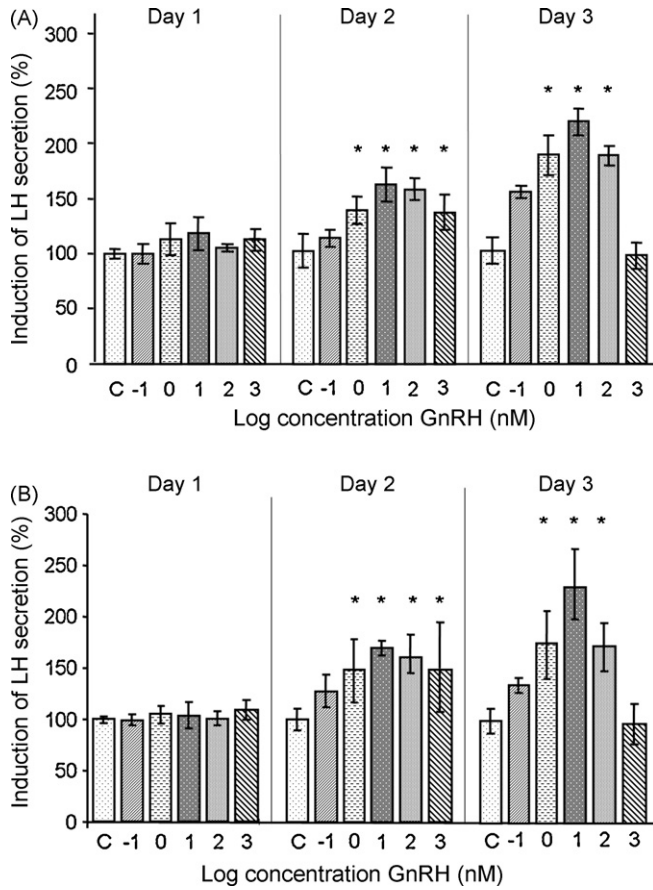 (A)
Day 1 Day 2 Day 3
300
250
200
150
100
50
0
Induction of LH secretion (%)
* * * *
* * *
C -1 0 1 2 3 C -1 0 1 2 3 C -1 0 1 2 3
Log concentration GnRH (nM)
(B)
Day 1 Day 2 Day 3
300
250
200
150
100
50
0
Induction of LH secretion (%)
* * * *
* * *
C -1 0 1 2 3 C -1 0 1 2 3 C -1 0 1 2 3
Log concentration GnRH (nM)